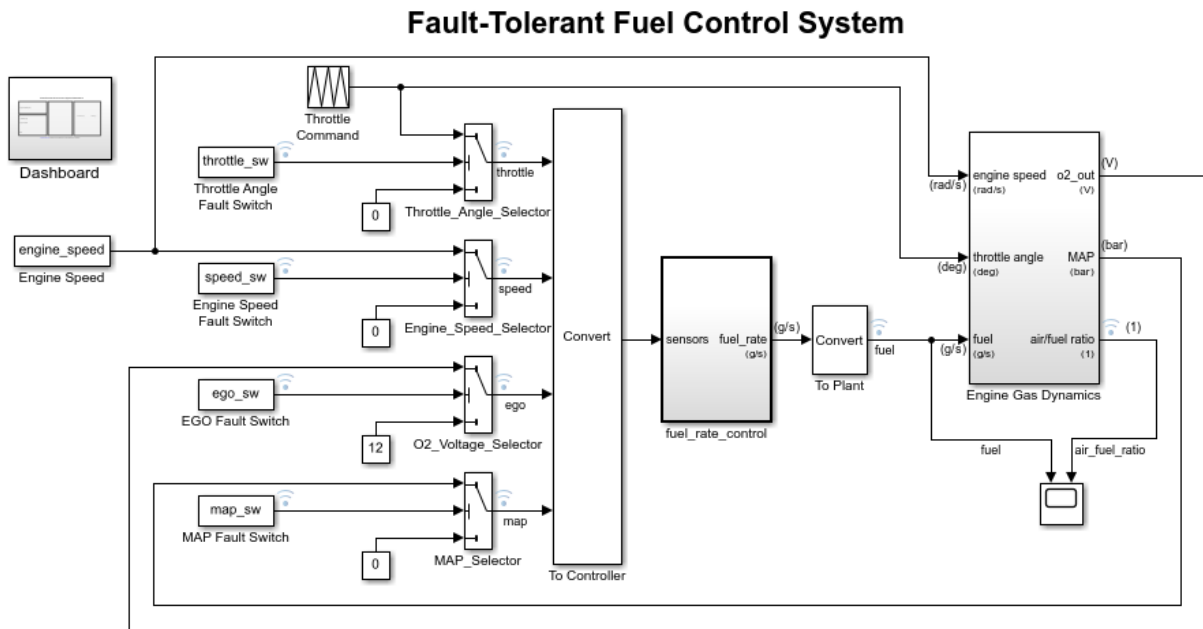 Fault-Tolerant Fuel Control System
Dashboard
Throttle
Command
throttle_sw
Throttle Angle
Fault Switch
0
throttle
Throttle_Angle_Selector
engine_speed
Engine Speed
speed_sw
Engine Speed
Fault Switch
0
speed
Engine_Speed_Selector
ego_sw
EGO Fault Switch
12
ego
O2_Voltage_Selector
map_sw
MAP Fault Switch
0
map
MAP_Selector
Convert
To Controller
sensors
fuel_rate
(g/s)
fuel_rate_control
(g/s)
Convert
To Plant
fuel
(rad/s)
(deg)
(g/s)
engine speed
(rad/s)
throttle angle
(deg)
fuel
(g/s)
o2_out
(V)
MAP
(bar)
air/fuel ratio
(1)
Engine Gas Dynamics
(V)
(bar)
(1)
fuel
air_fuel_ratio